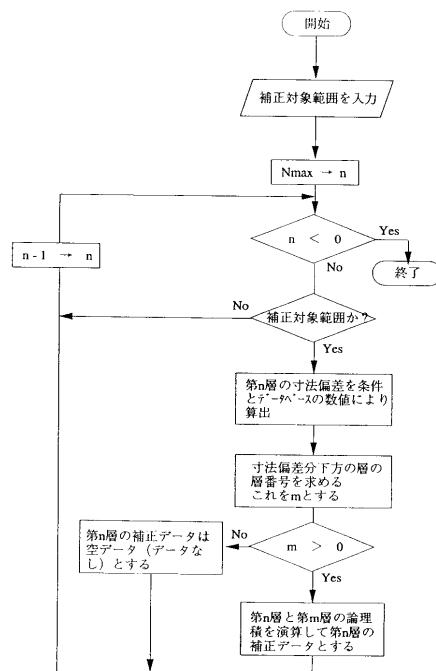 開始
補正対象範囲を入力
Nmax → n
n < 0
Yes
終了
No
n - 1 → n
補正対象範囲か?
No
Yes
第n層の寸法偏差を条件
とデータベースの数値により
算出
寸法偏差分下方の層の
層番号を求める
これをmとする
m > 0
No
第n層の補正データは
空データ（データな
し）とする
Yes
第n層と第m層の論理
積を演算して第n層の
補正データとする